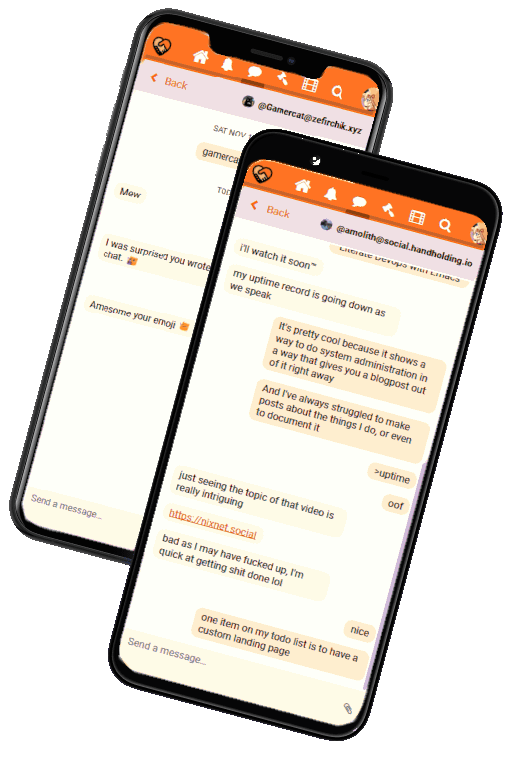 Back
@Gamercat@zefirchik.xyz
SAT NOV
gamerca
TOD
Mew
I was surprised you wrote
chat. 🎉
Amesome your emoji
Send a message...
Back
@amolith@social.handholding.io
Literate Devops with Emacs
i'll watch it soon™
my uptime record is going down as
we speak
It's pretty cool because it shows a
way to do system administration in
a way that gives you a blogpost out
of it right away
And I've always struggled to make
posts about the things I do, or even
to document it
>uptime
oof
just seeing the topic of that video is
really intriguing
https://nixnet.social
bad as I may have fucked up, I'm
quick at getting shit done lol
nice
one item on my todo list is to have a
custom landing page
Send a message...